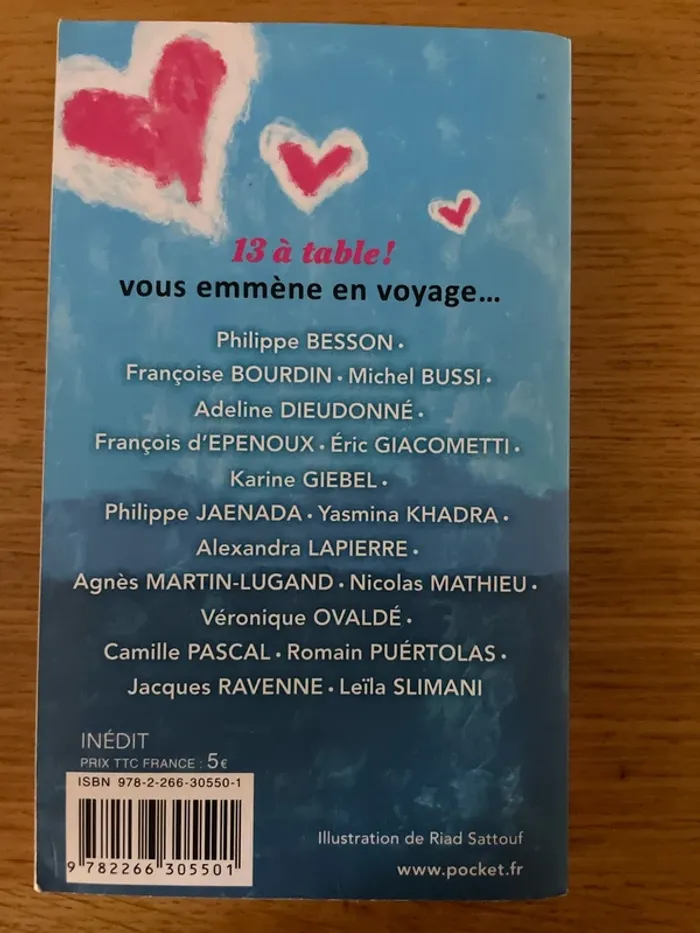 13 à table!
vous emmène en voyage...
Philippe BESSON •
Françoise BOURDIN • Michel BUSSI •
Adeline DIEUDONNÉ •
François d'EPENOUX • Éric GIACOMETTI •
Karine GIEBEL •
Philippe JAENADA • Yasmina KHADRA •
Alexandra LAPIERRE •
Agnès MARTIN-LUGAND • Nicolas MATHIEU •
Véronique OVALDÉ •
Camille PASCAL • Romain PUÉRTOLAS •
Jacques RAVENNE • Leïla SLIMANI
INÉDIT
PRIX TTC FRANCE : 5€
ISBN 978-2-266-30550-1
9 782266 305501
Illustration de Riad Sattouf
www.pocket.fr